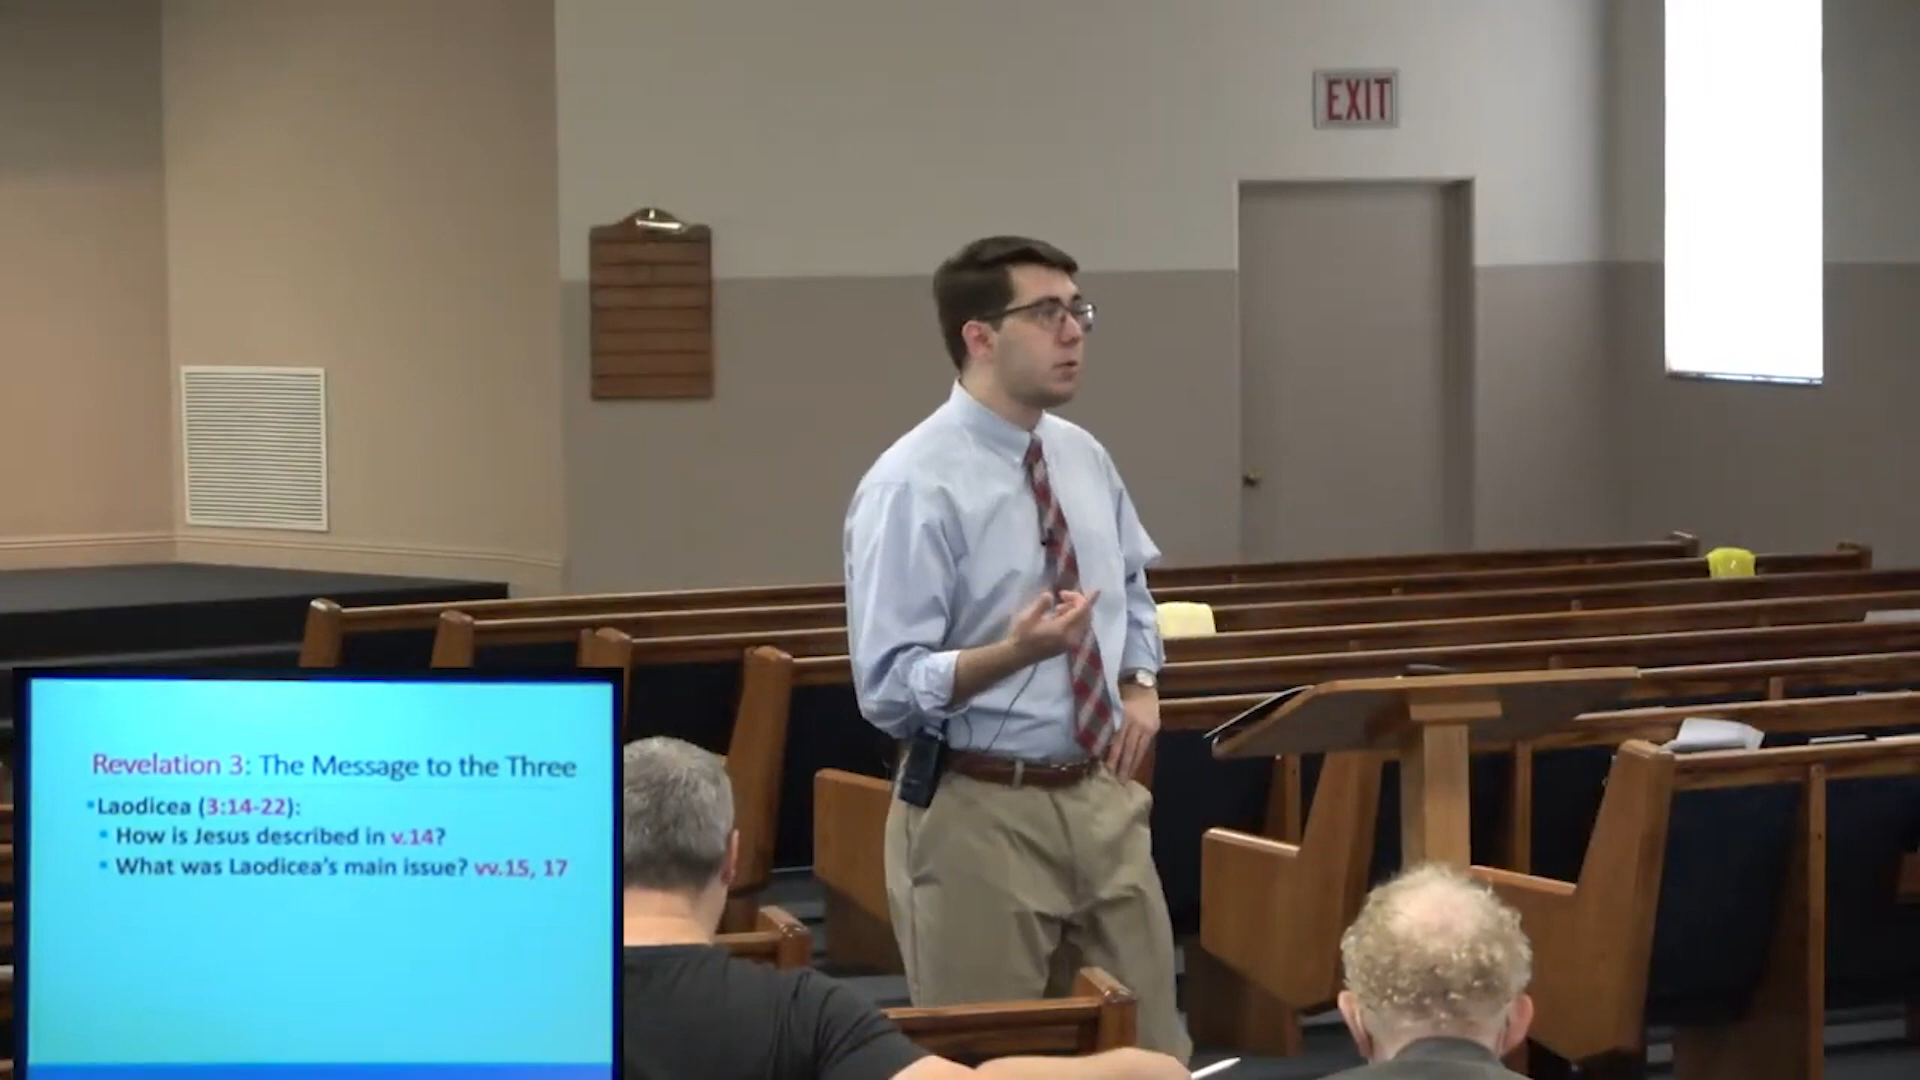 EXIT
Revelation 3: The Message to the Three
Laodicea (3:14-22):
How is Jesus described in v.14?
What was Laodicea's main issue? vv.15, 17